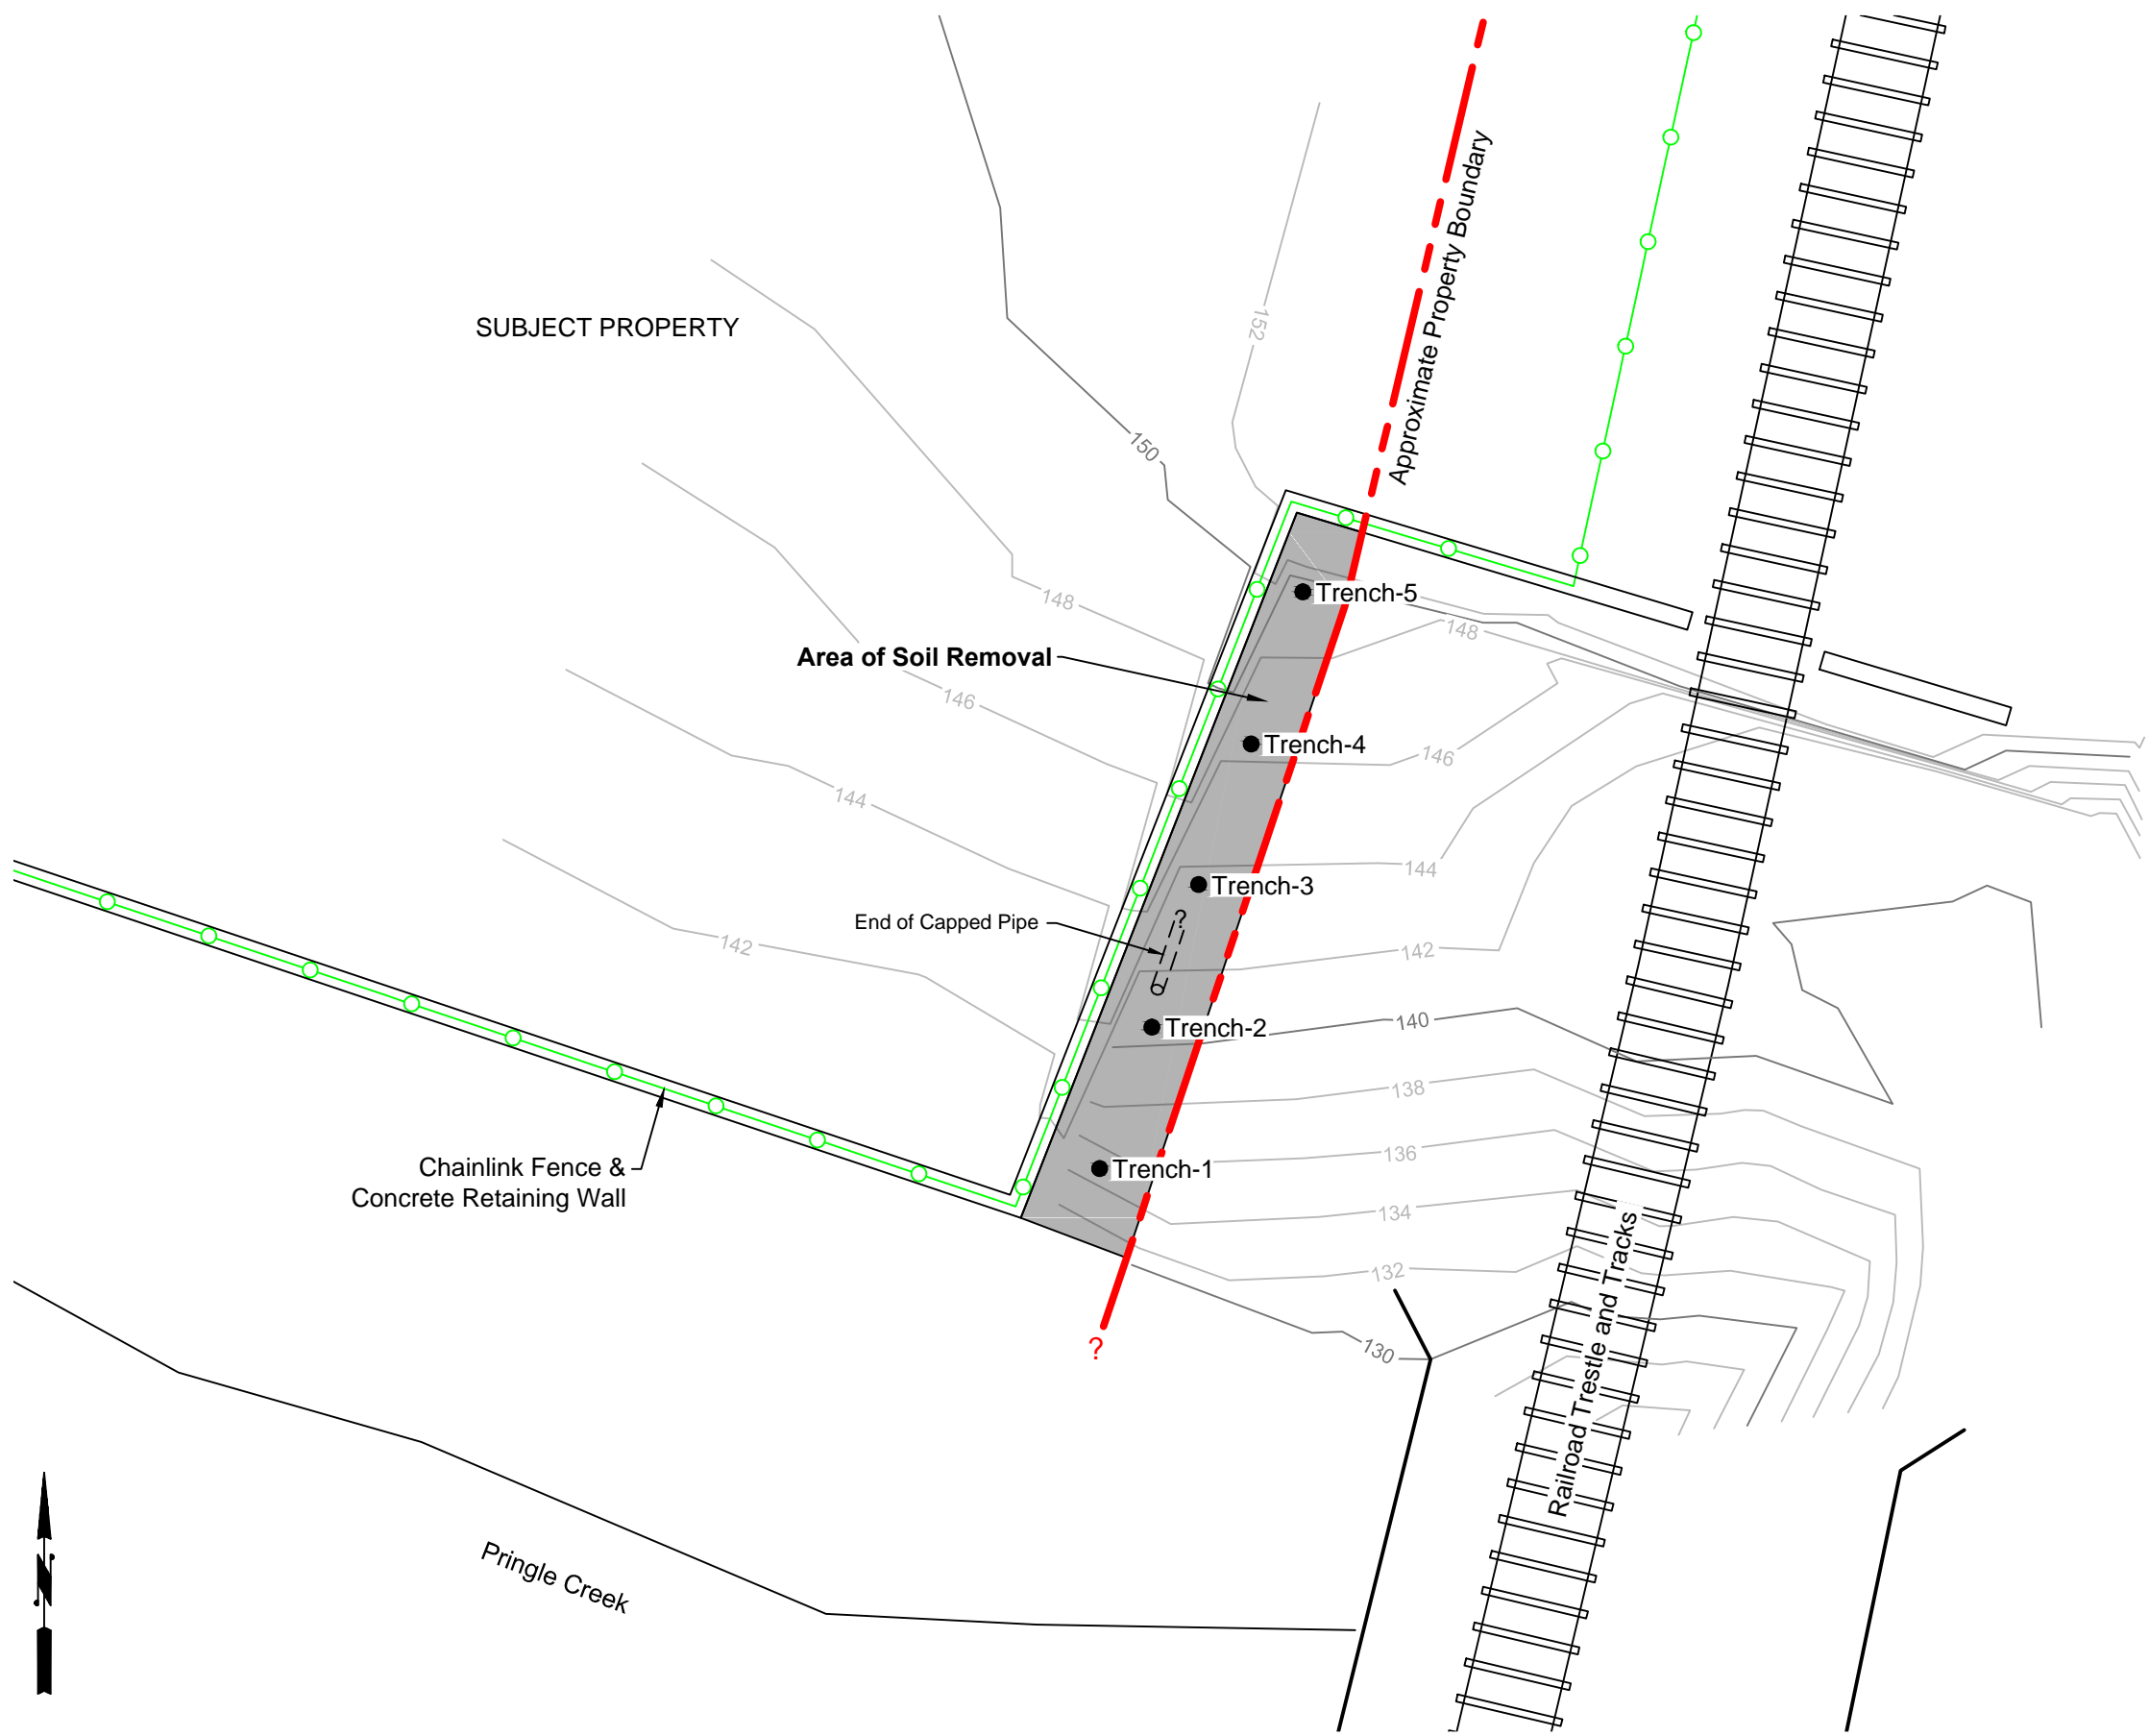 Approximate Property Boundary
152
SUBJECT PROPERTY
150
148
Trench-5
148
Area of Soil Removal
146
Trench-4
146
144
144
Trench-3
?
End of Capped Pipe
142
142
Trench-2
140
138
136
Trench-1
Chainlink Fence &
Concrete Retaining Wall
134
132
Railroad Trestle and Tracks
130
?
Pringle Creek
N